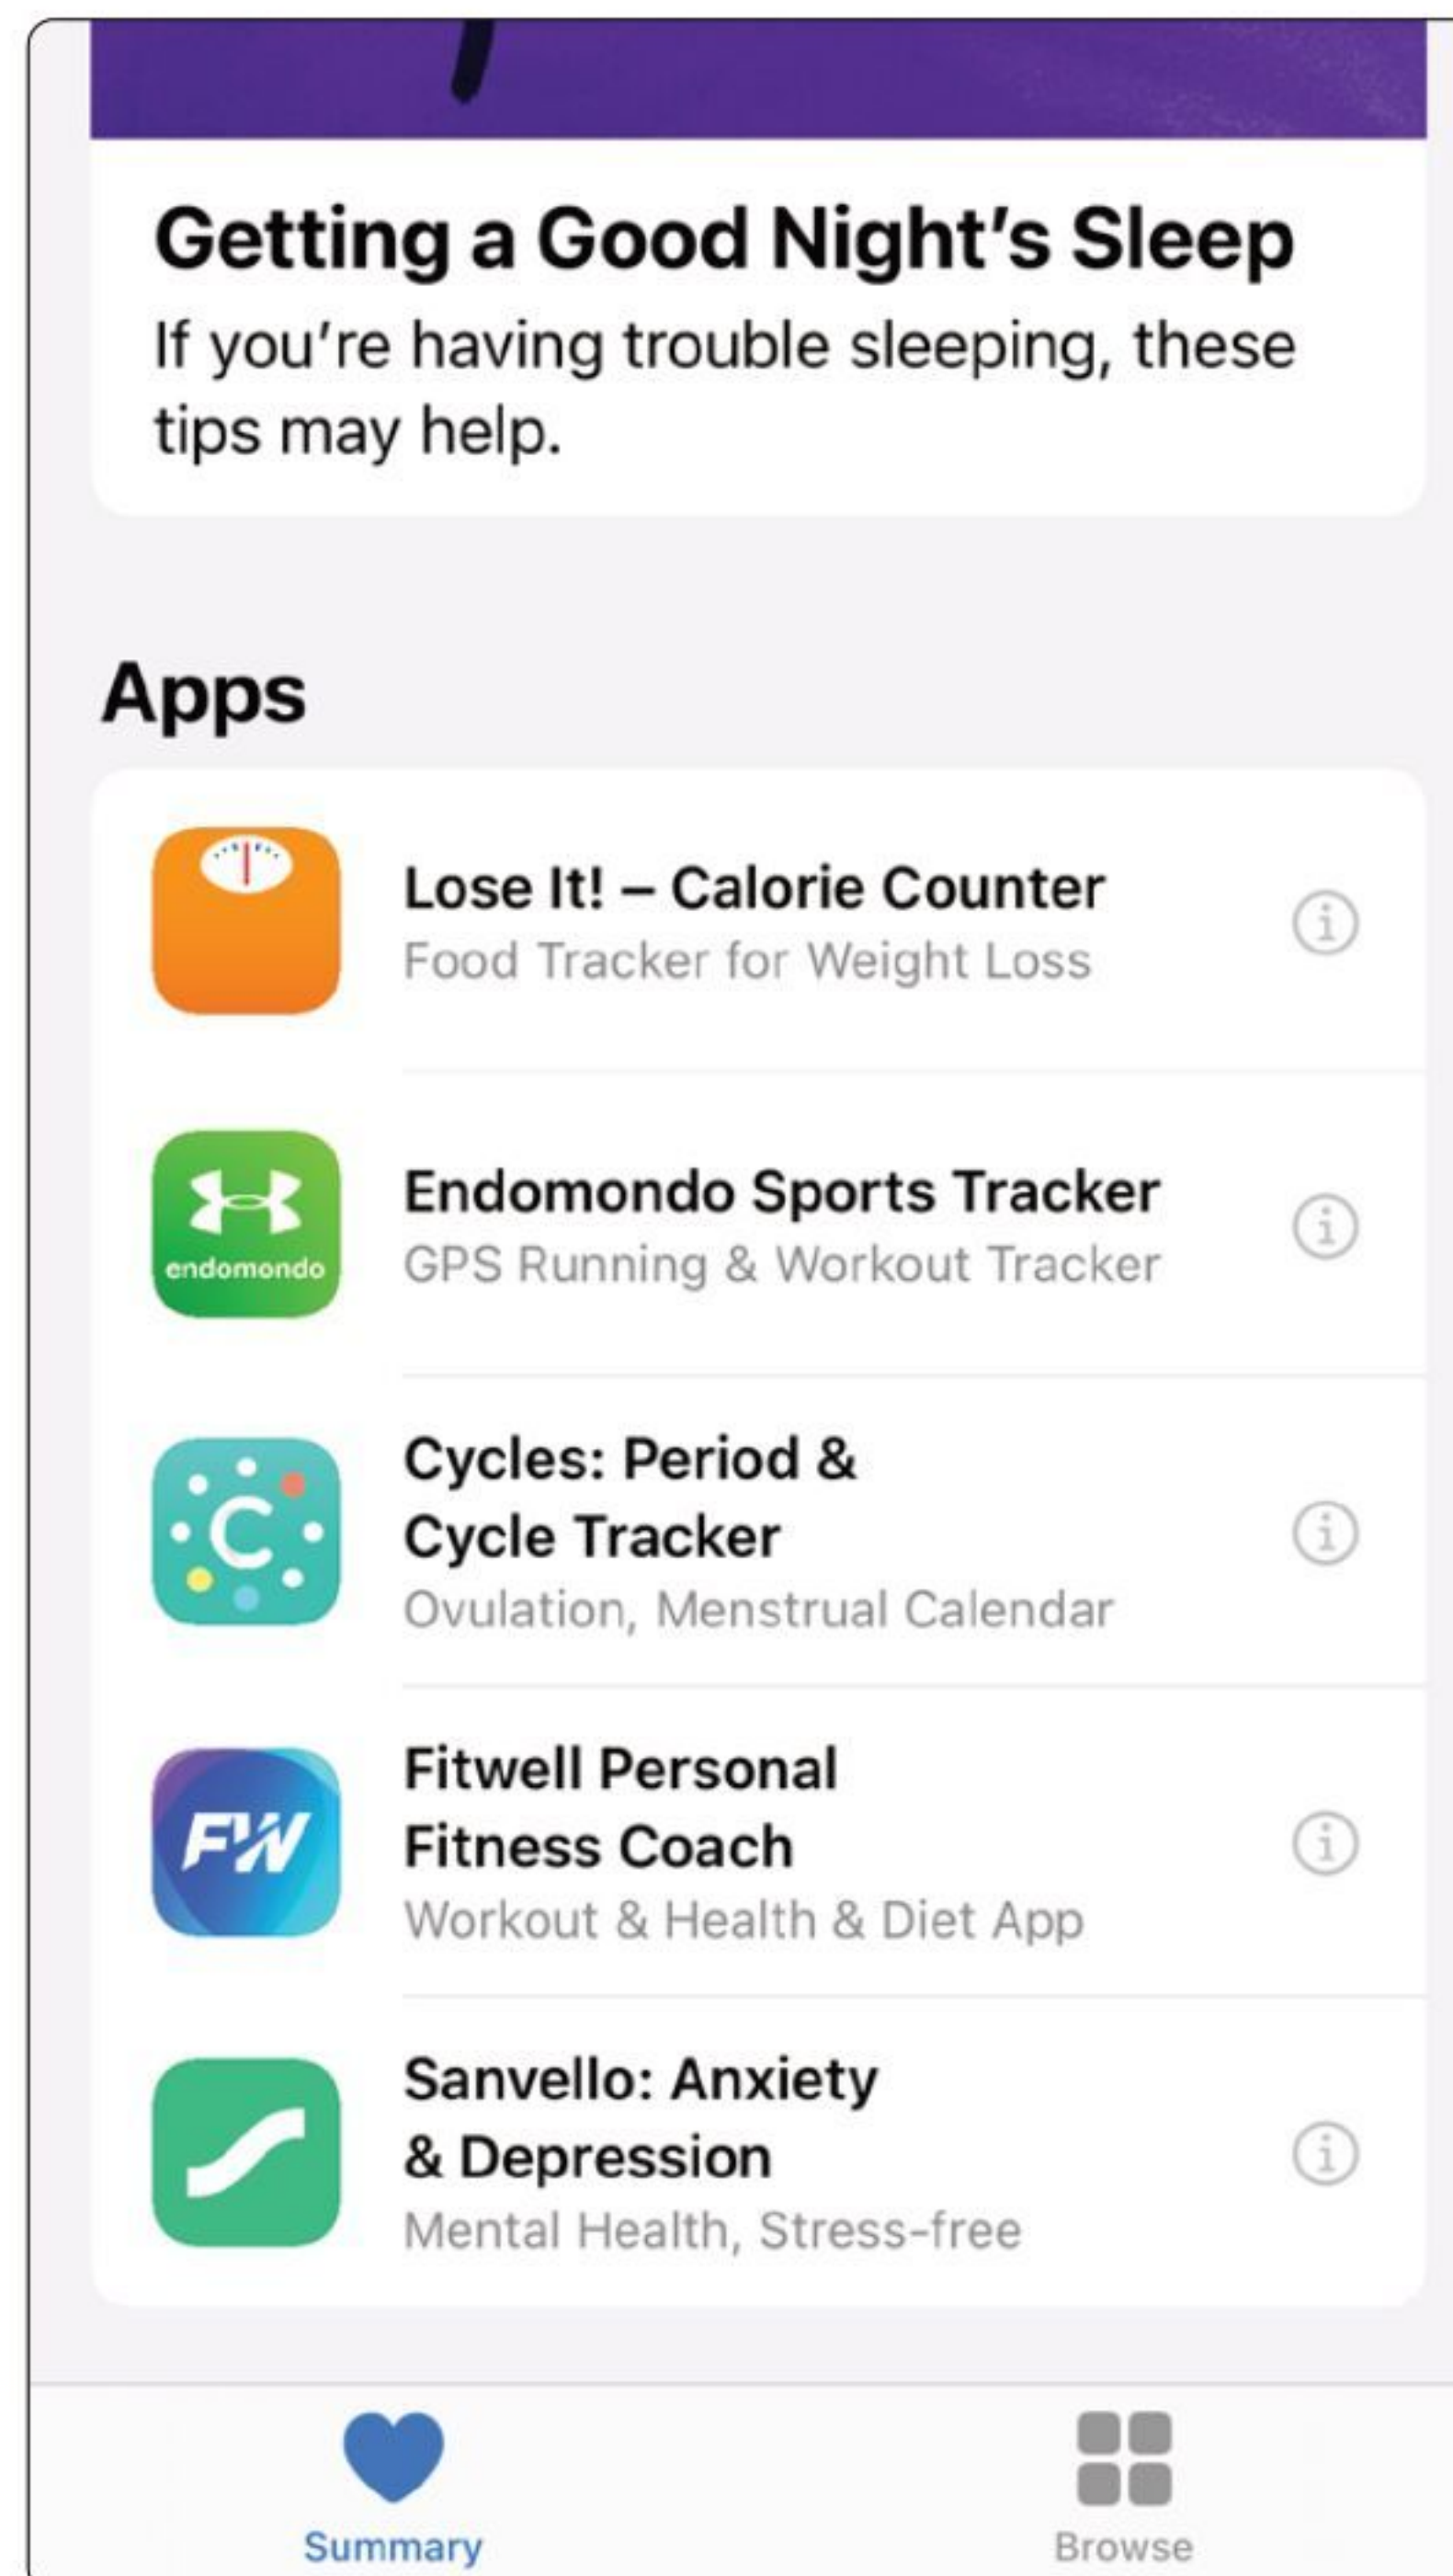 Getting a Good Night’s Sleep
If you’re having trouble sleeping, these
tips may help.
Apps
Lose It! – Calorie Counter
Food Tracker for Weight Loss
endomondo
Endomondo Sports Tracker
GPS Running & Workout Tracker
C
Cycles: Period &
Cycle Tracker
Ovulation, Menstrual Calendar
FW
Fitwell Personal
Fitness Coach
Workout & Health & Diet App
Sanvello: Anxiety
& Depression
Mental Health, Stress-free
Summary
Browse